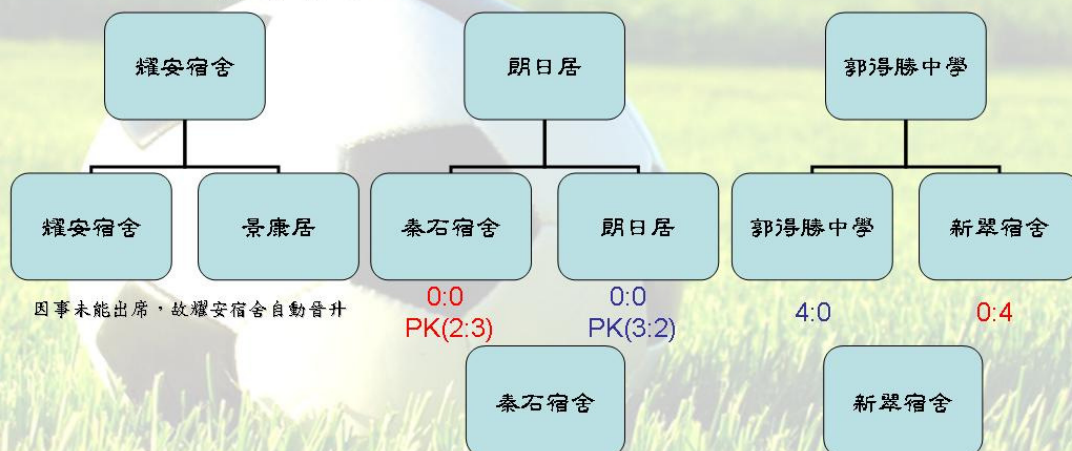 耀安宿舍
朗日居
郭得勝中學
耀安宿舍
景康居
秦石宿舍
朗日居
郭得勝中學
新翠宿舍
因事未能出席，故耀安宿舍自動晉升
0:0
PK(2:3)
0:0
PK(3:2)
4:0
0:4
秦石宿舍
新翠宿舍